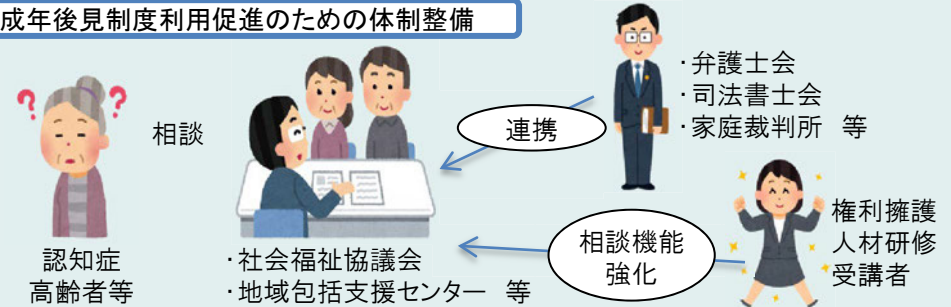 成年後見制度利用促進のための体制整備
相談
認知症
高齢者等
・社会福祉協議会
・地域包括支援センター 等
連携
・弁護士会
・司法書士会
・家庭裁判所 等
相談機能
強化
権利擁護
人材研修
受講者
？
？